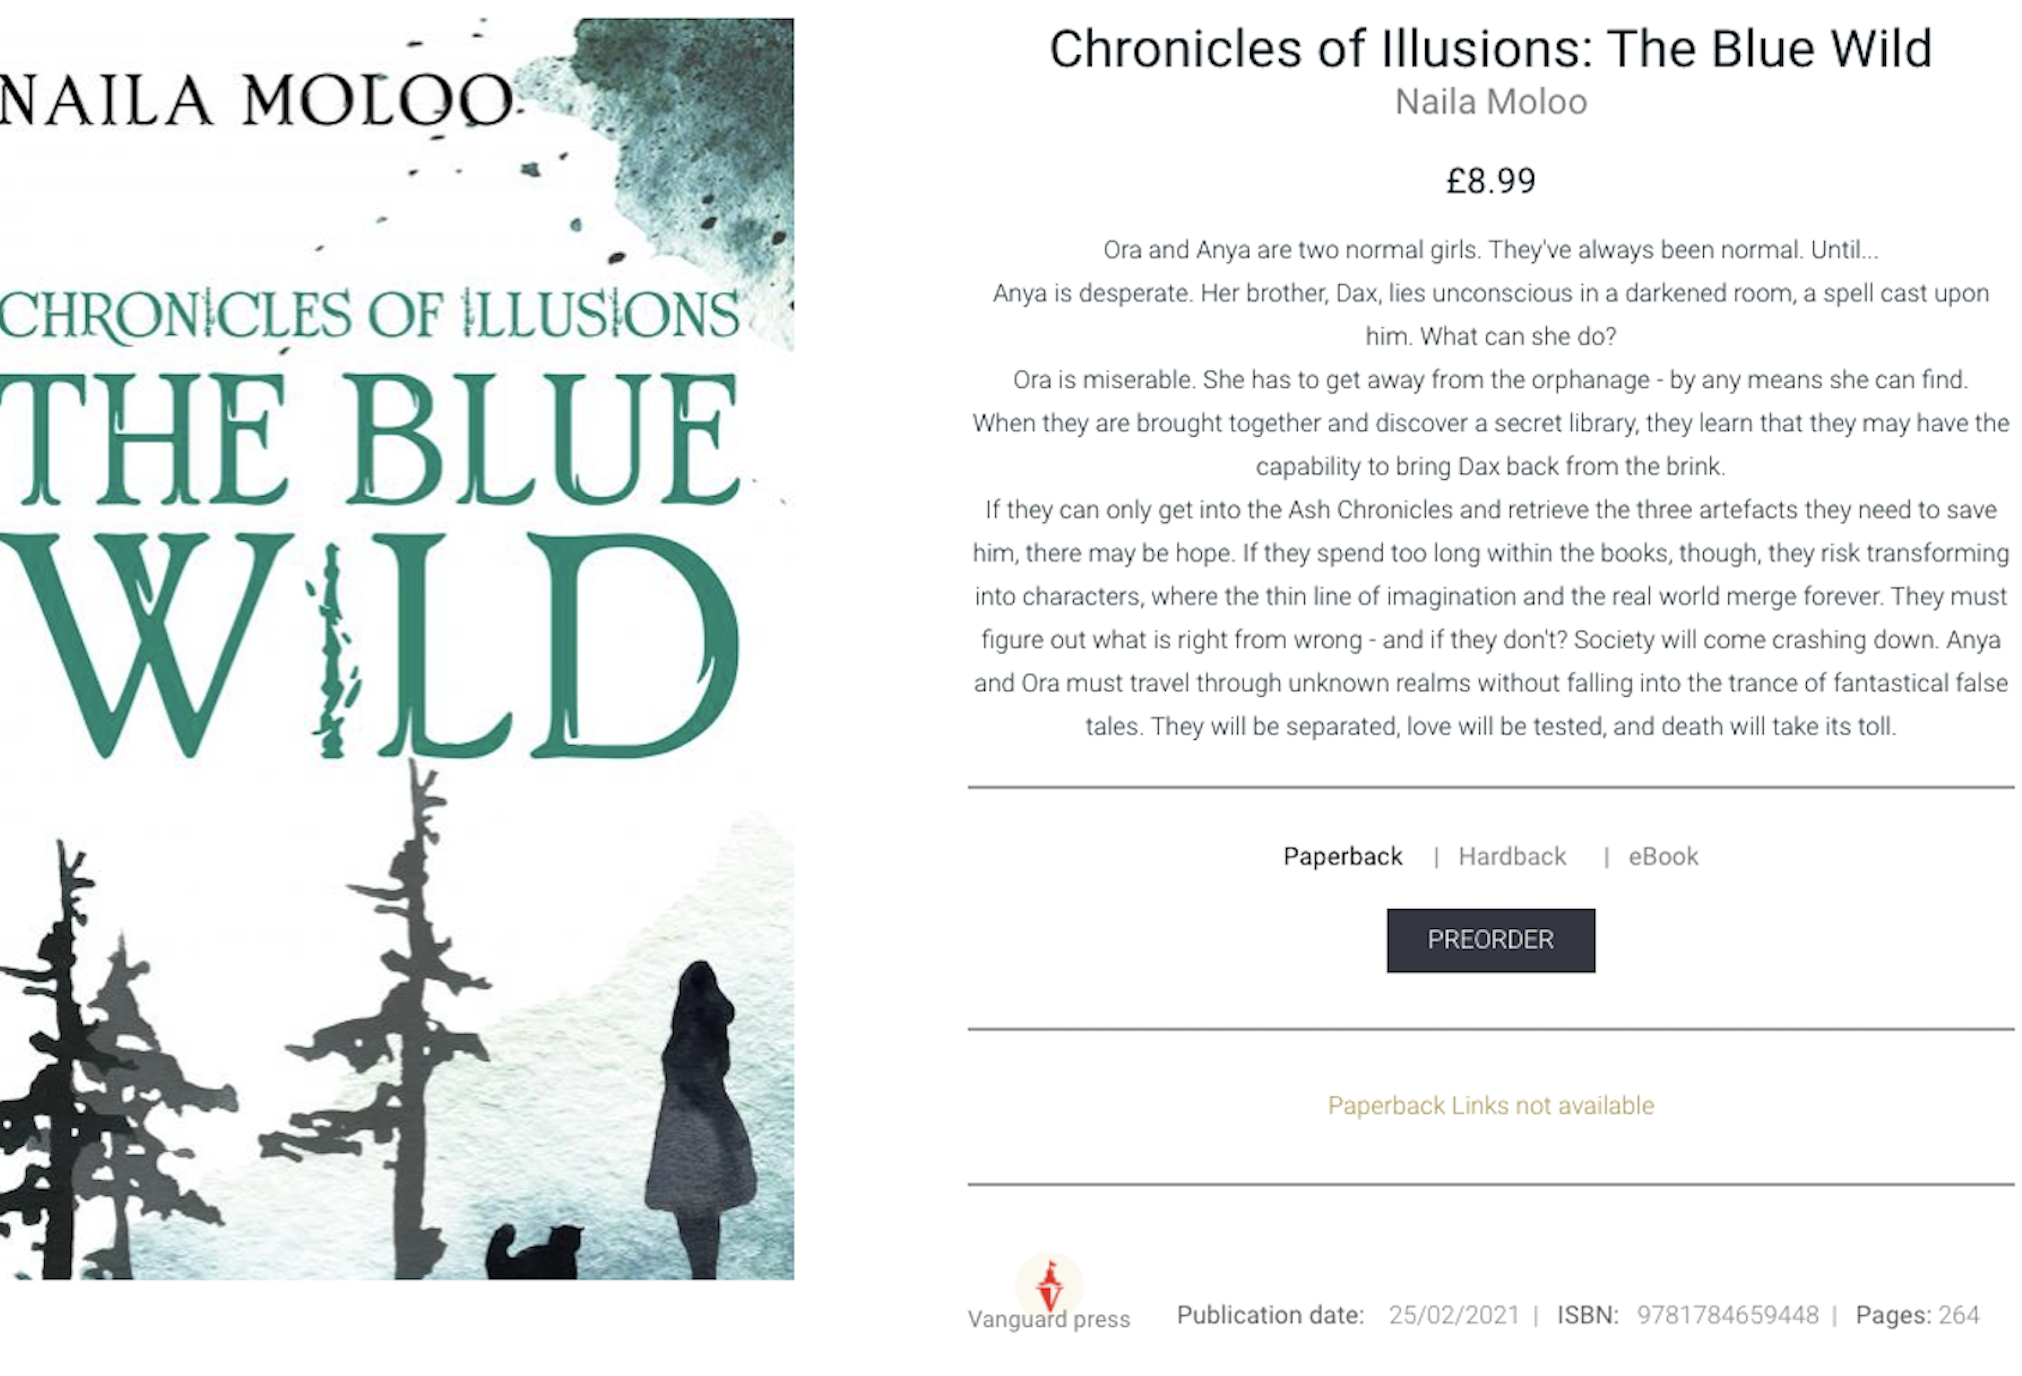 NAILA MOLOO
CHRONICLES OF ILLUSIONS
THE BLUE
WILD
Chronicles of Illusions: The Blue Wild
Naila Moloo
£8.99
Ora and Anya are two normal girls. They've always been normal. Until...
Anya is desperate. Her brother, Dax, lies unconscious in a darkened room, a spell cast upon
him. What can she do?
Ora is miserable. She has to get away from the orphanage - by any means she can find.
When they are brought together and discover a secret library, they learn that they may have the
capability to bring Dax back from the brink.
If they can only get into the Ash Chronicles and retrieve the three artefacts they need to save
him, there may be hope. If they spend too long within the books, though, they risk transforming
into characters, where the thin line of imagination and the real world merge forever. They must
figure out what is right from wrong - and if they don't? Society will come crashing down. Anya
and Ora must travel through unknown realms without falling into the trance of fantastical false
tales. They will be separated, love will be tested, and death will take its toll.
Paperback | Hardback | eBook
PREORDER
Paperback Links not available
Vanguard press Publication date: 25/02/2021 | ISBN: 9781784659448 | Pages: 264